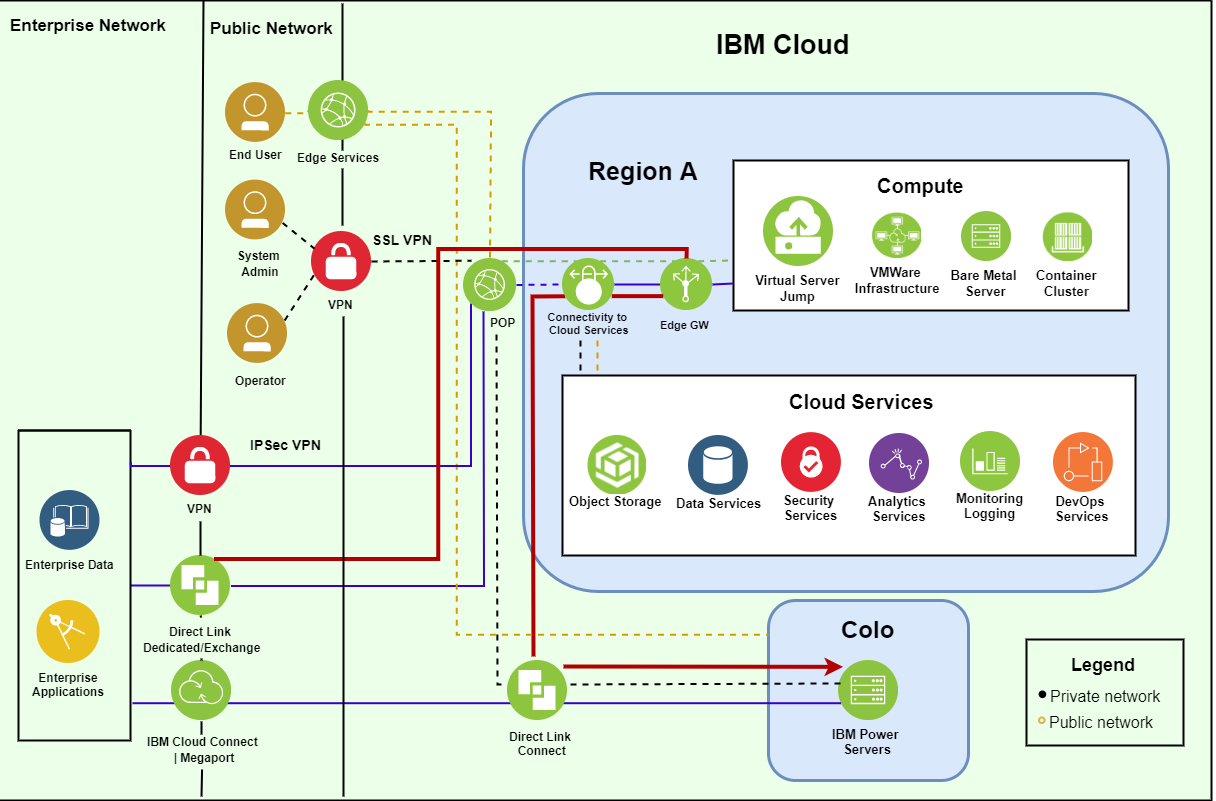 Enterprise Network
Public Network
IBM Cloud
End User
Edge Services
System
Admin
SSL VPN
VPN
Operator
POP
Region A
Connectivity to
Cloud Services
Edge GW
Compute
Virtual Server
Jump
VMWare
Infrastructure
Bare Metal
Server
Container
Cluster
Cloud Services
Object Storage
Data Services
Security
Services
Analytics
Services
Monitoring
Logging
DevOps
Services
IPSec VPN
VPN
Enterprise Data
Enterprise
Applications
Direct Link
Dedicated/Exchange
IBM Cloud Connect
| Megaport
Direct Link
Connect
Colo
IBM Power
Servers
Legend
Private network
Public network